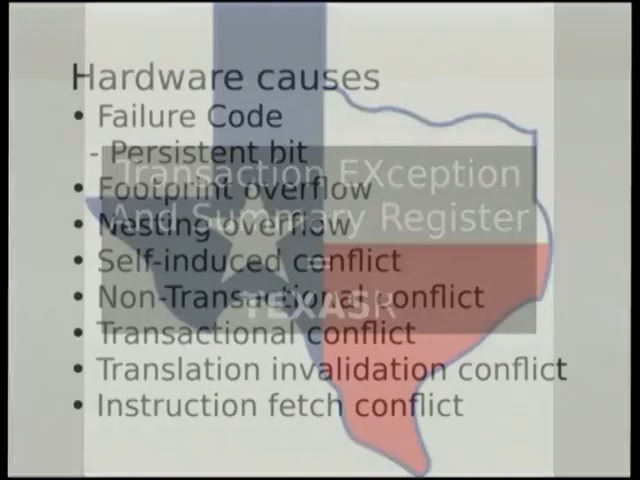 Hardware causes
• Failure Code
- Persistent bit
• Footprint overflow
• Nesting overflow
• Self-induced conflict
• Non-Transactional conflict
• Transactional conflict
• Translation invalidation conflict
• Instruction fetch conflict
Transaction EXception
And Summary Register
=
TEXASR